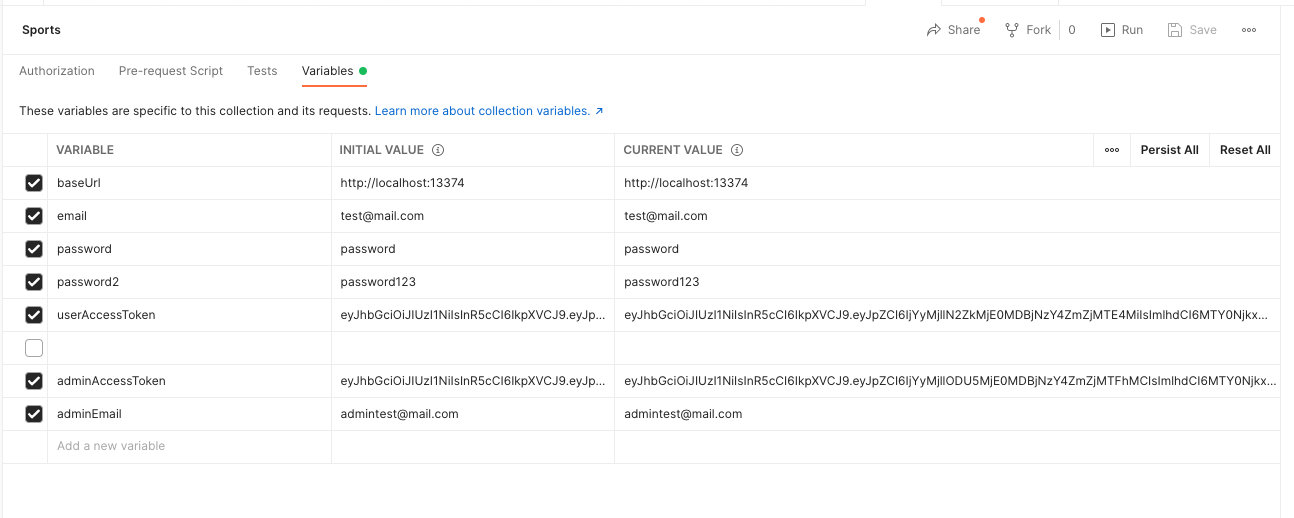 Sports
Share Fork 0 Run Save
Authorization Pre-request Script Tests Variables
These variables are specific to this collection and its requests. Learn more about collection variables. ↗
VARIABLE INITIAL VALUE CURRENT VALUE Persist All Reset All
baseUrl http://localhost:13374 http://localhost:13374
email test@mail.com test@mail.com
password password password
password2 password123 password123
userAccessToken eyJhbGciOiJIUzI1NiIsInR5cCI6IkpXVCJ9.eyJp... eyJhbGciOiJIUzI1NiIsInR5cCI6IkpXVCJ9.eyJpZCI6IjYyMjllN2ZkMjE0MDBjNzY4ZmZjMTE4MiIsImlhdCI6MTY0Njkx...
adminAccessToken eyJhbGciOiJIUzI1NiIsInR5cCI6IkpXVCJ9.eyJp... eyJhbGciOiJIUzI1NiIsInR5cCI6IkpXVCJ9.eyJpZCI6IjYyMjllODU5MjE0MDBjNzY4ZmZjMTFhMCIsImlhdCI6MTY0Njkx...
adminEmail admintest@mail.com admintest@mail.com
Add a new variable